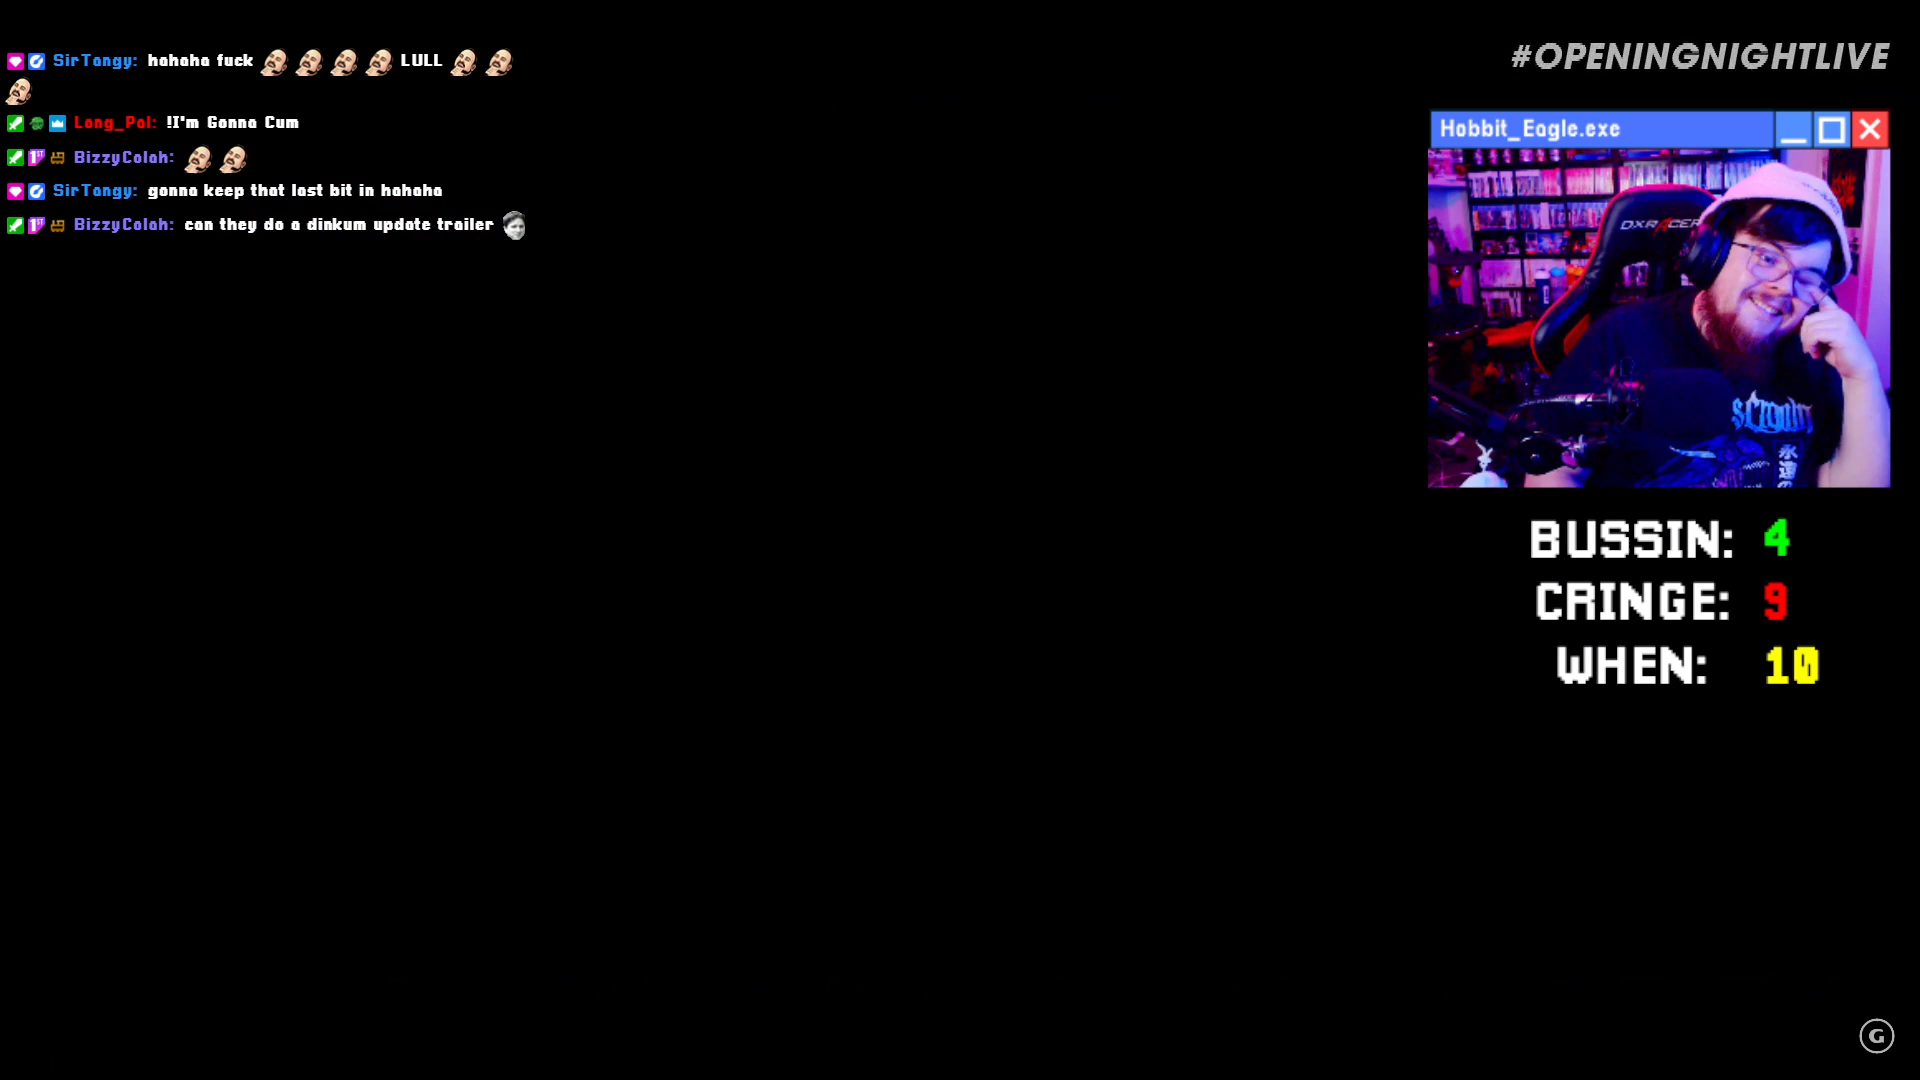 #OPENINGNIGHTLIVE
SirTangy: hahaha fuck LULL
Long_Pal: !I'm Gonna Cum
BizzyColah:
SirTangy: gonna keep that last bit in hahaha
BizzyColah: can they do a dinkum update trailer
Hobbit_Eagle.exe
DXRACER
BUSSIN: 4
CRINGE: 9
WHEN: 10
G